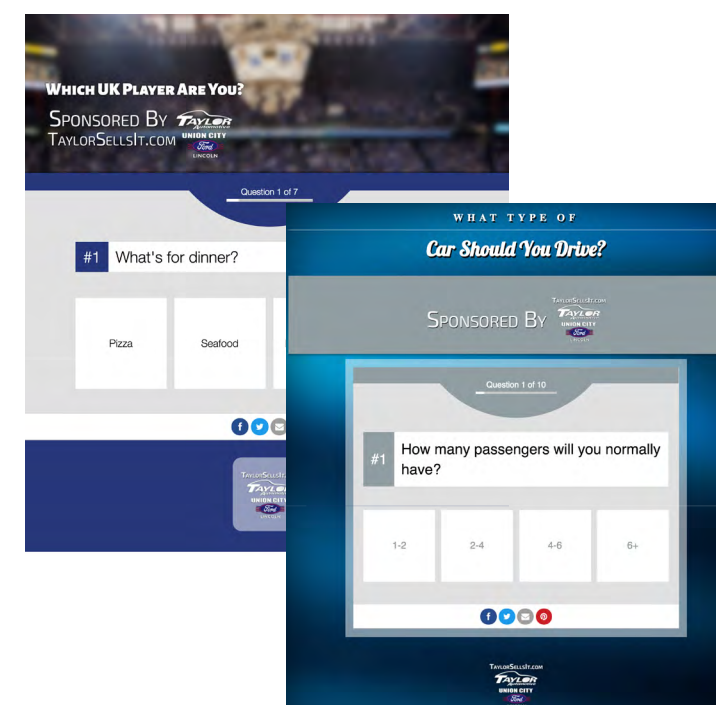 Which UK Player Are You?
Sponsored By TAYLOR
Automotive
TaylorSellsIt.com UNION CITY
Ford
LINCOLN
Question 1 of 7
#1 What's for dinner?
Pizza Seafood
TaylorSellsIt.
TAYLO
UNION CITY
Ford
WHAT TYPE OF
Car Should You Drive?
TaylorSellsIt.com
Sponsored By TAYLOR
UNION CITY
Ford
Question 1 of 10
#1 How many passengers will you normally
have?
1-2 2-4 4-6 6+
TaylorSellsIt.com
TAYLOR
UNION CITY
Ford